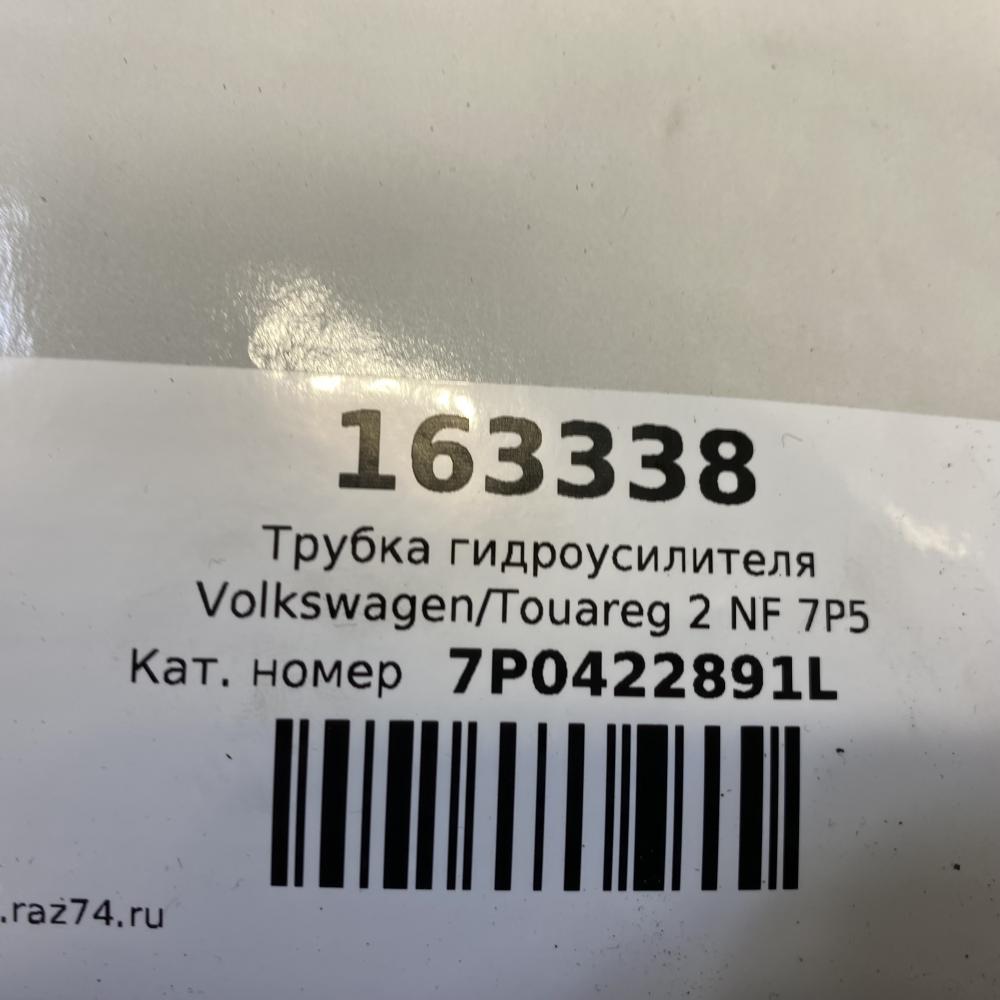 163338
Трубка гидроусилителя
Volkswagen/Touareg 2 NF 7P5
Кат. номер 7P0422891L
.raz74.ru